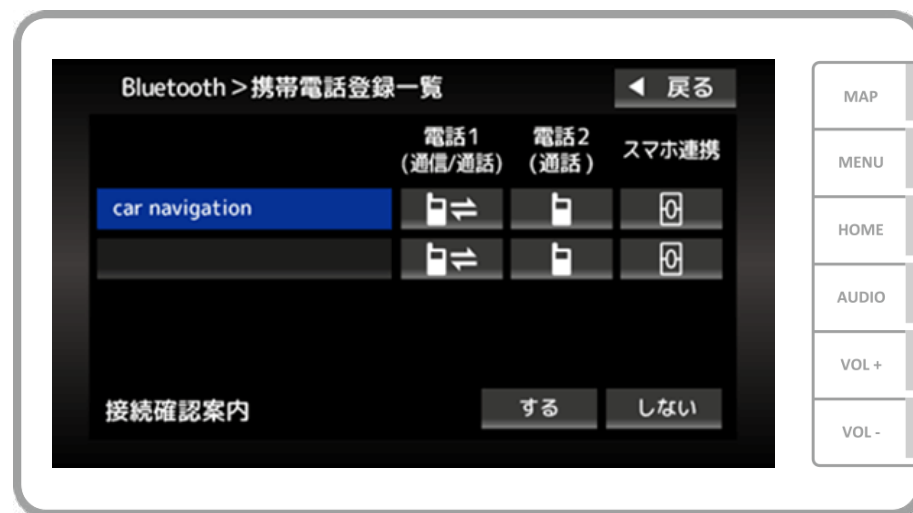 Bluetooth＞携帯電話登録一覧
◀ 戻る
電話1
(通信/通話)
電話2
(通話)
スマホ連携
car navigation
接続確認案内
する
しない
MAP
MENU
HOME
AUDIO
VOL +
VOL -